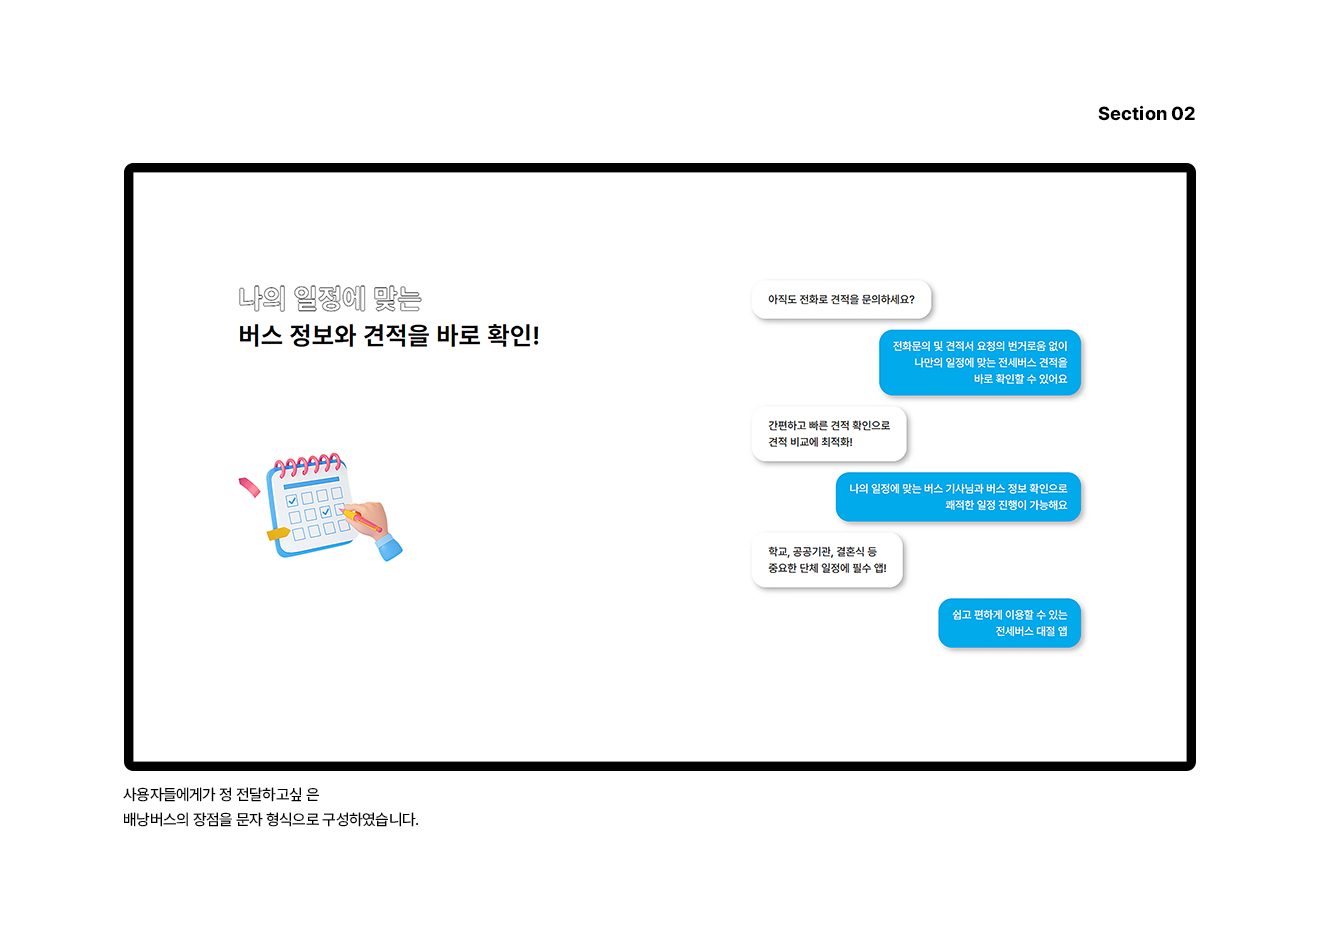 Section 02
나의 일정에 맞는
버스 정보와 견적을 바로 확인!
아직도 전화로 견적을 문의하세요?
전화문의 및 견적서 요청의 번거로움 없이
나만의 일정에 맞는 전세버스 견적을
바로 확인할 수 있어요
간편하고 빠른 견적 확인으로
견적 비교에 최적화!
나의 일정에 맞는 버스 기사님과 버스 정보 확인으로
쾌적한 일정 진행이 가능해요
학교, 공공기관, 결혼식 등
중요한 단체 일정에 필수 앱!
쉽고 편하게 이용할 수 있는
전세버스 대절 앱
사용자들에게가 정 전달하고싶 은
배낭버스의 장점을 문자 형식으로 구성하였습니다.